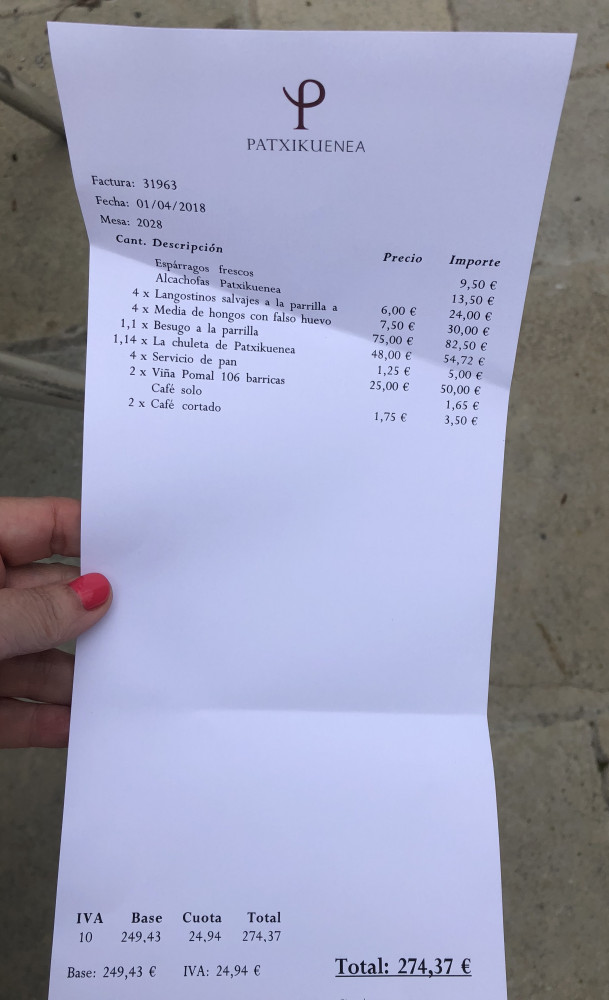 PATXIKUENEA
Factura: 31963
Fecha: 01/04/2018
Mesa: 2028
Cant. Descripción Precio Importe
Espárragos frescos 9,50 €
Alcachofas Patxikuenea 13,50 €
4 x Langostinos salvajes a la parrilla a 6,00 € 24,00 €
4 x Media de hongos con falso huevo 7,50 € 30,00 €
1,1 x Besugo a la parrilla 75,00 € 82,50 €
1,14 x La chuleta de Patxikuenea 48,00 € 54,72 €
4 x Servicio de pan 1,25 € 5,00 €
2 x Viña Pomal 106 barricas 25,00 € 50,00 €
Café solo 1,65 €
2 x Café cortado 1,75 € 3,50 €
IVA Base Cuota Total
10 249,43 24,94 274,37
Base: 249,43 € IVA: 24,94 € Total: 274,37 €